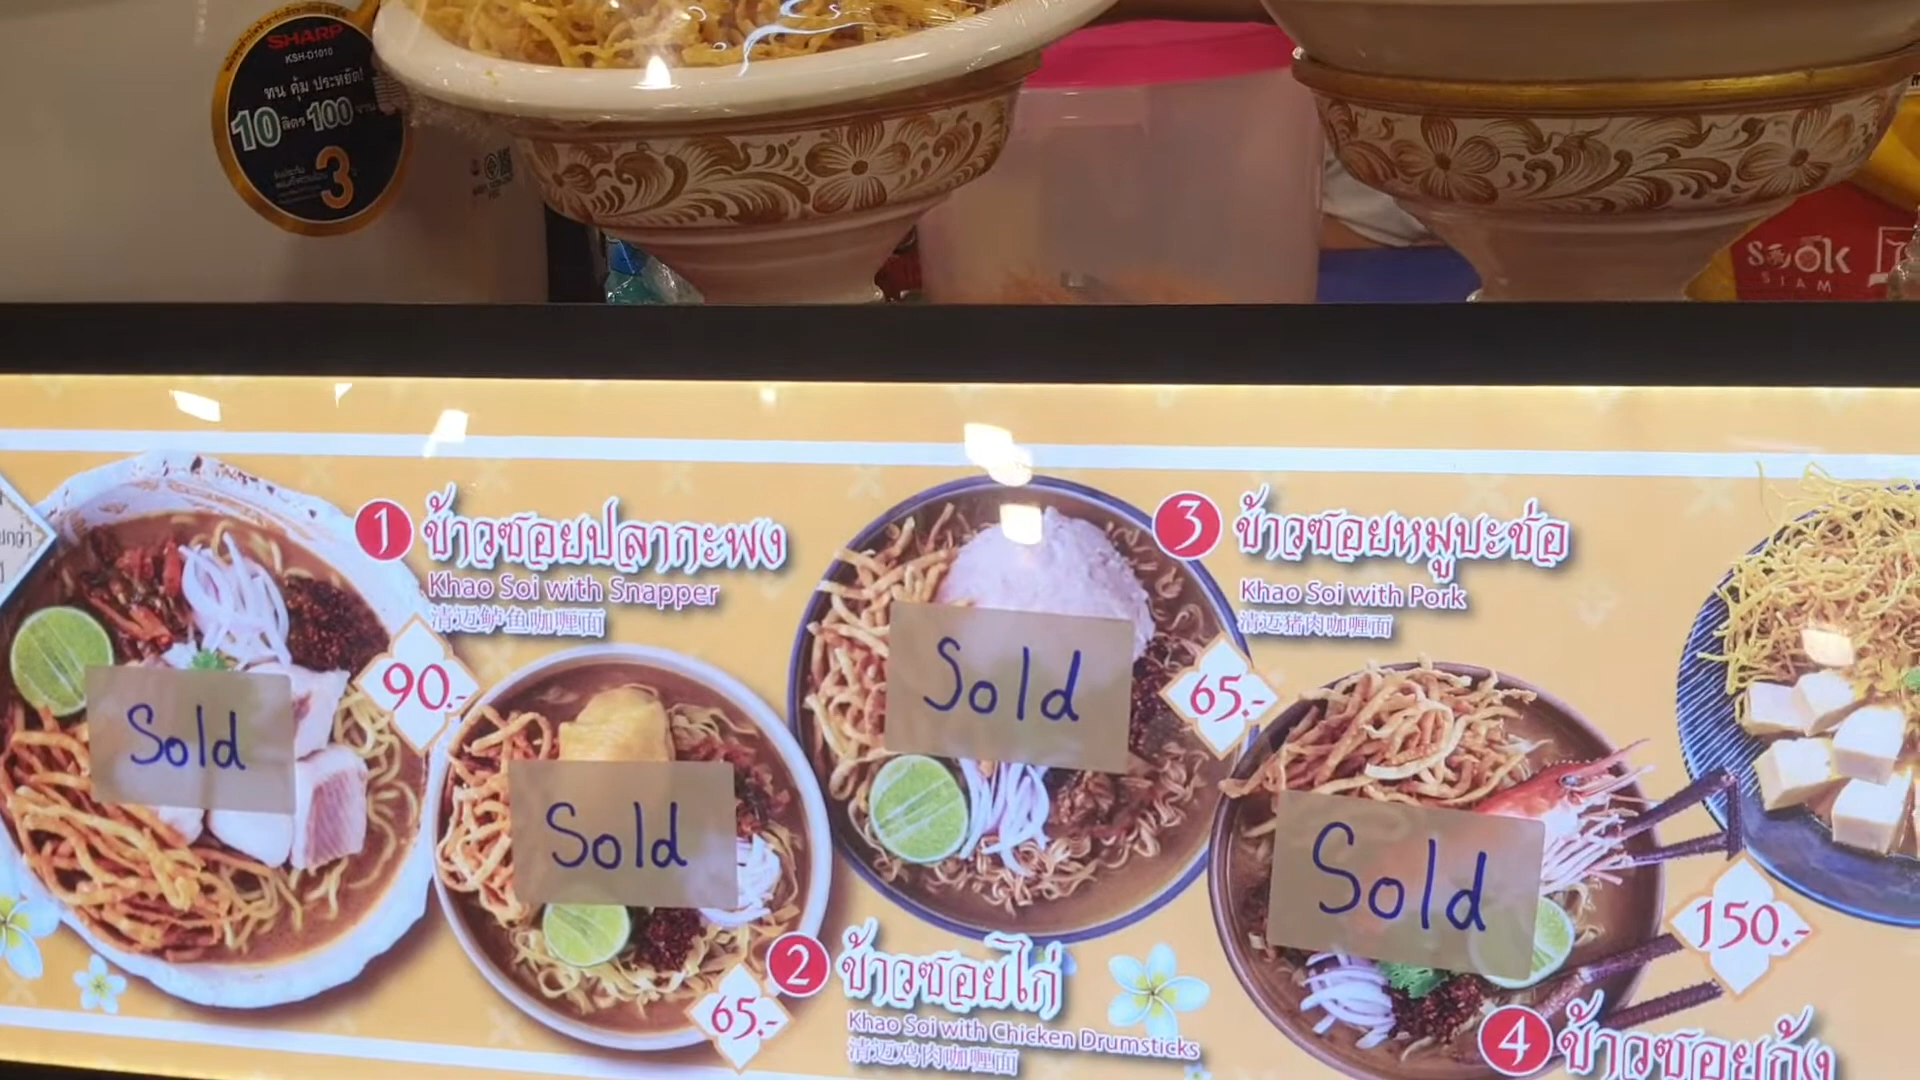 SHARP
KSH-D1010
ทน คุ้ม ประหยัด!
10 ลิตร 100 จาน
3
SOOK
SIAM
1 ข้าวซอยปลากะพง
Khao Soi with Snapper
清迈鲈鱼咖喱面
90.-
Sold
Sold
65.-
2 ข้าวซอยไก่
Khao Soi with Chicken Drumsticks
清迈鸡肉咖喱面
Sold
3 ข้าวซอยหมูบะช่อ
Khao Soi with Pork
清迈猪肉咖喱面
65.-
Sold
150.-
4 ข้าวซอยกุ้ง